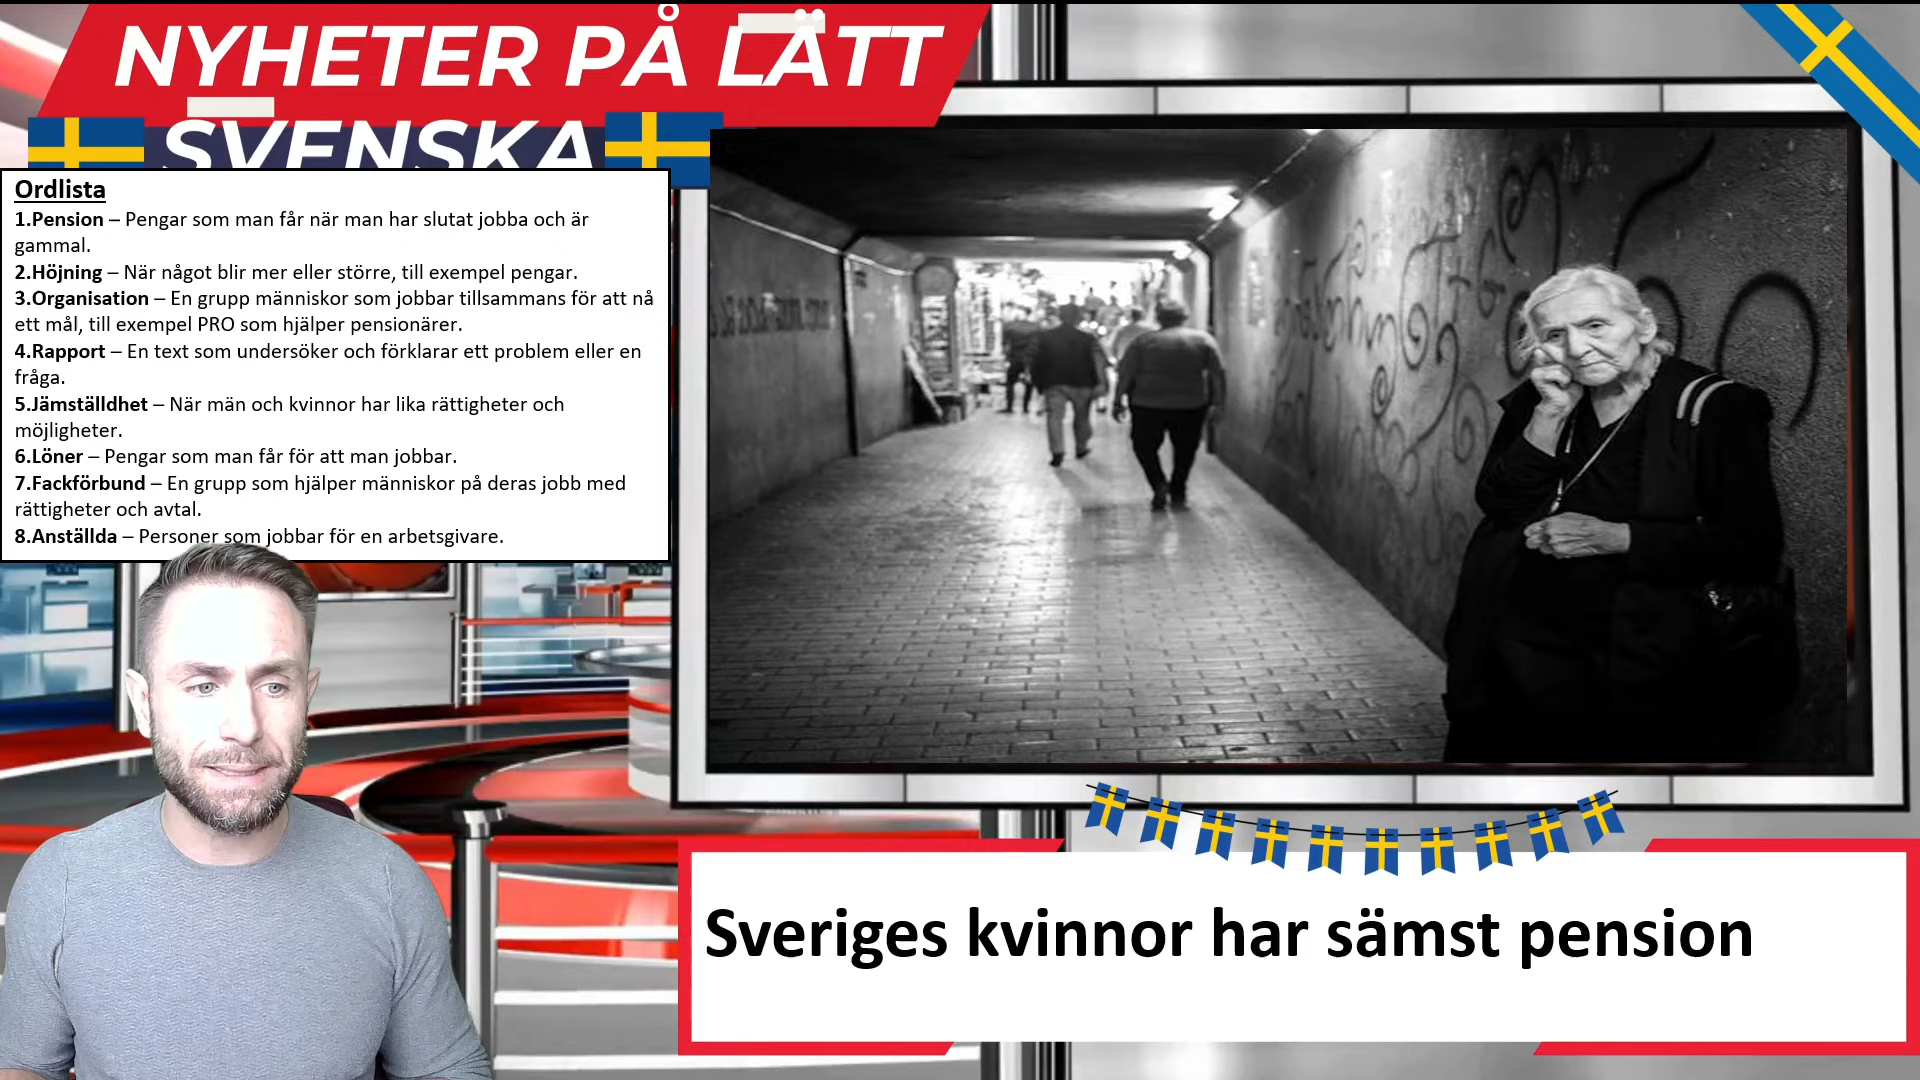 NYHETER PÅ LÄTT
SVENSKA
Ordlista
1.Pension – Pengar som man får när man har slutat jobba och är
gammal.
2.Höjning – När något blir mer eller större, till exempel pengar.
3.Organisation – En grupp människor som jobbar tillsammans för att nå
ett mål, till exempel PRO som hjälper pensionärer.
4.Rapport – En text som undersöker och förklarar ett problem eller en
fråga.
5.Jämställdhet – När män och kvinnor har lika rättigheter och
möjligheter.
6.Löner – Pengar som man får för att man jobbar.
7.Fackförbund – En grupp som hjälper människor på deras jobb med
rättigheter och avtal.
8.Anställda – Personer som jobbar för en arbetsgivare.
Sveriges kvinnor har sämst pension